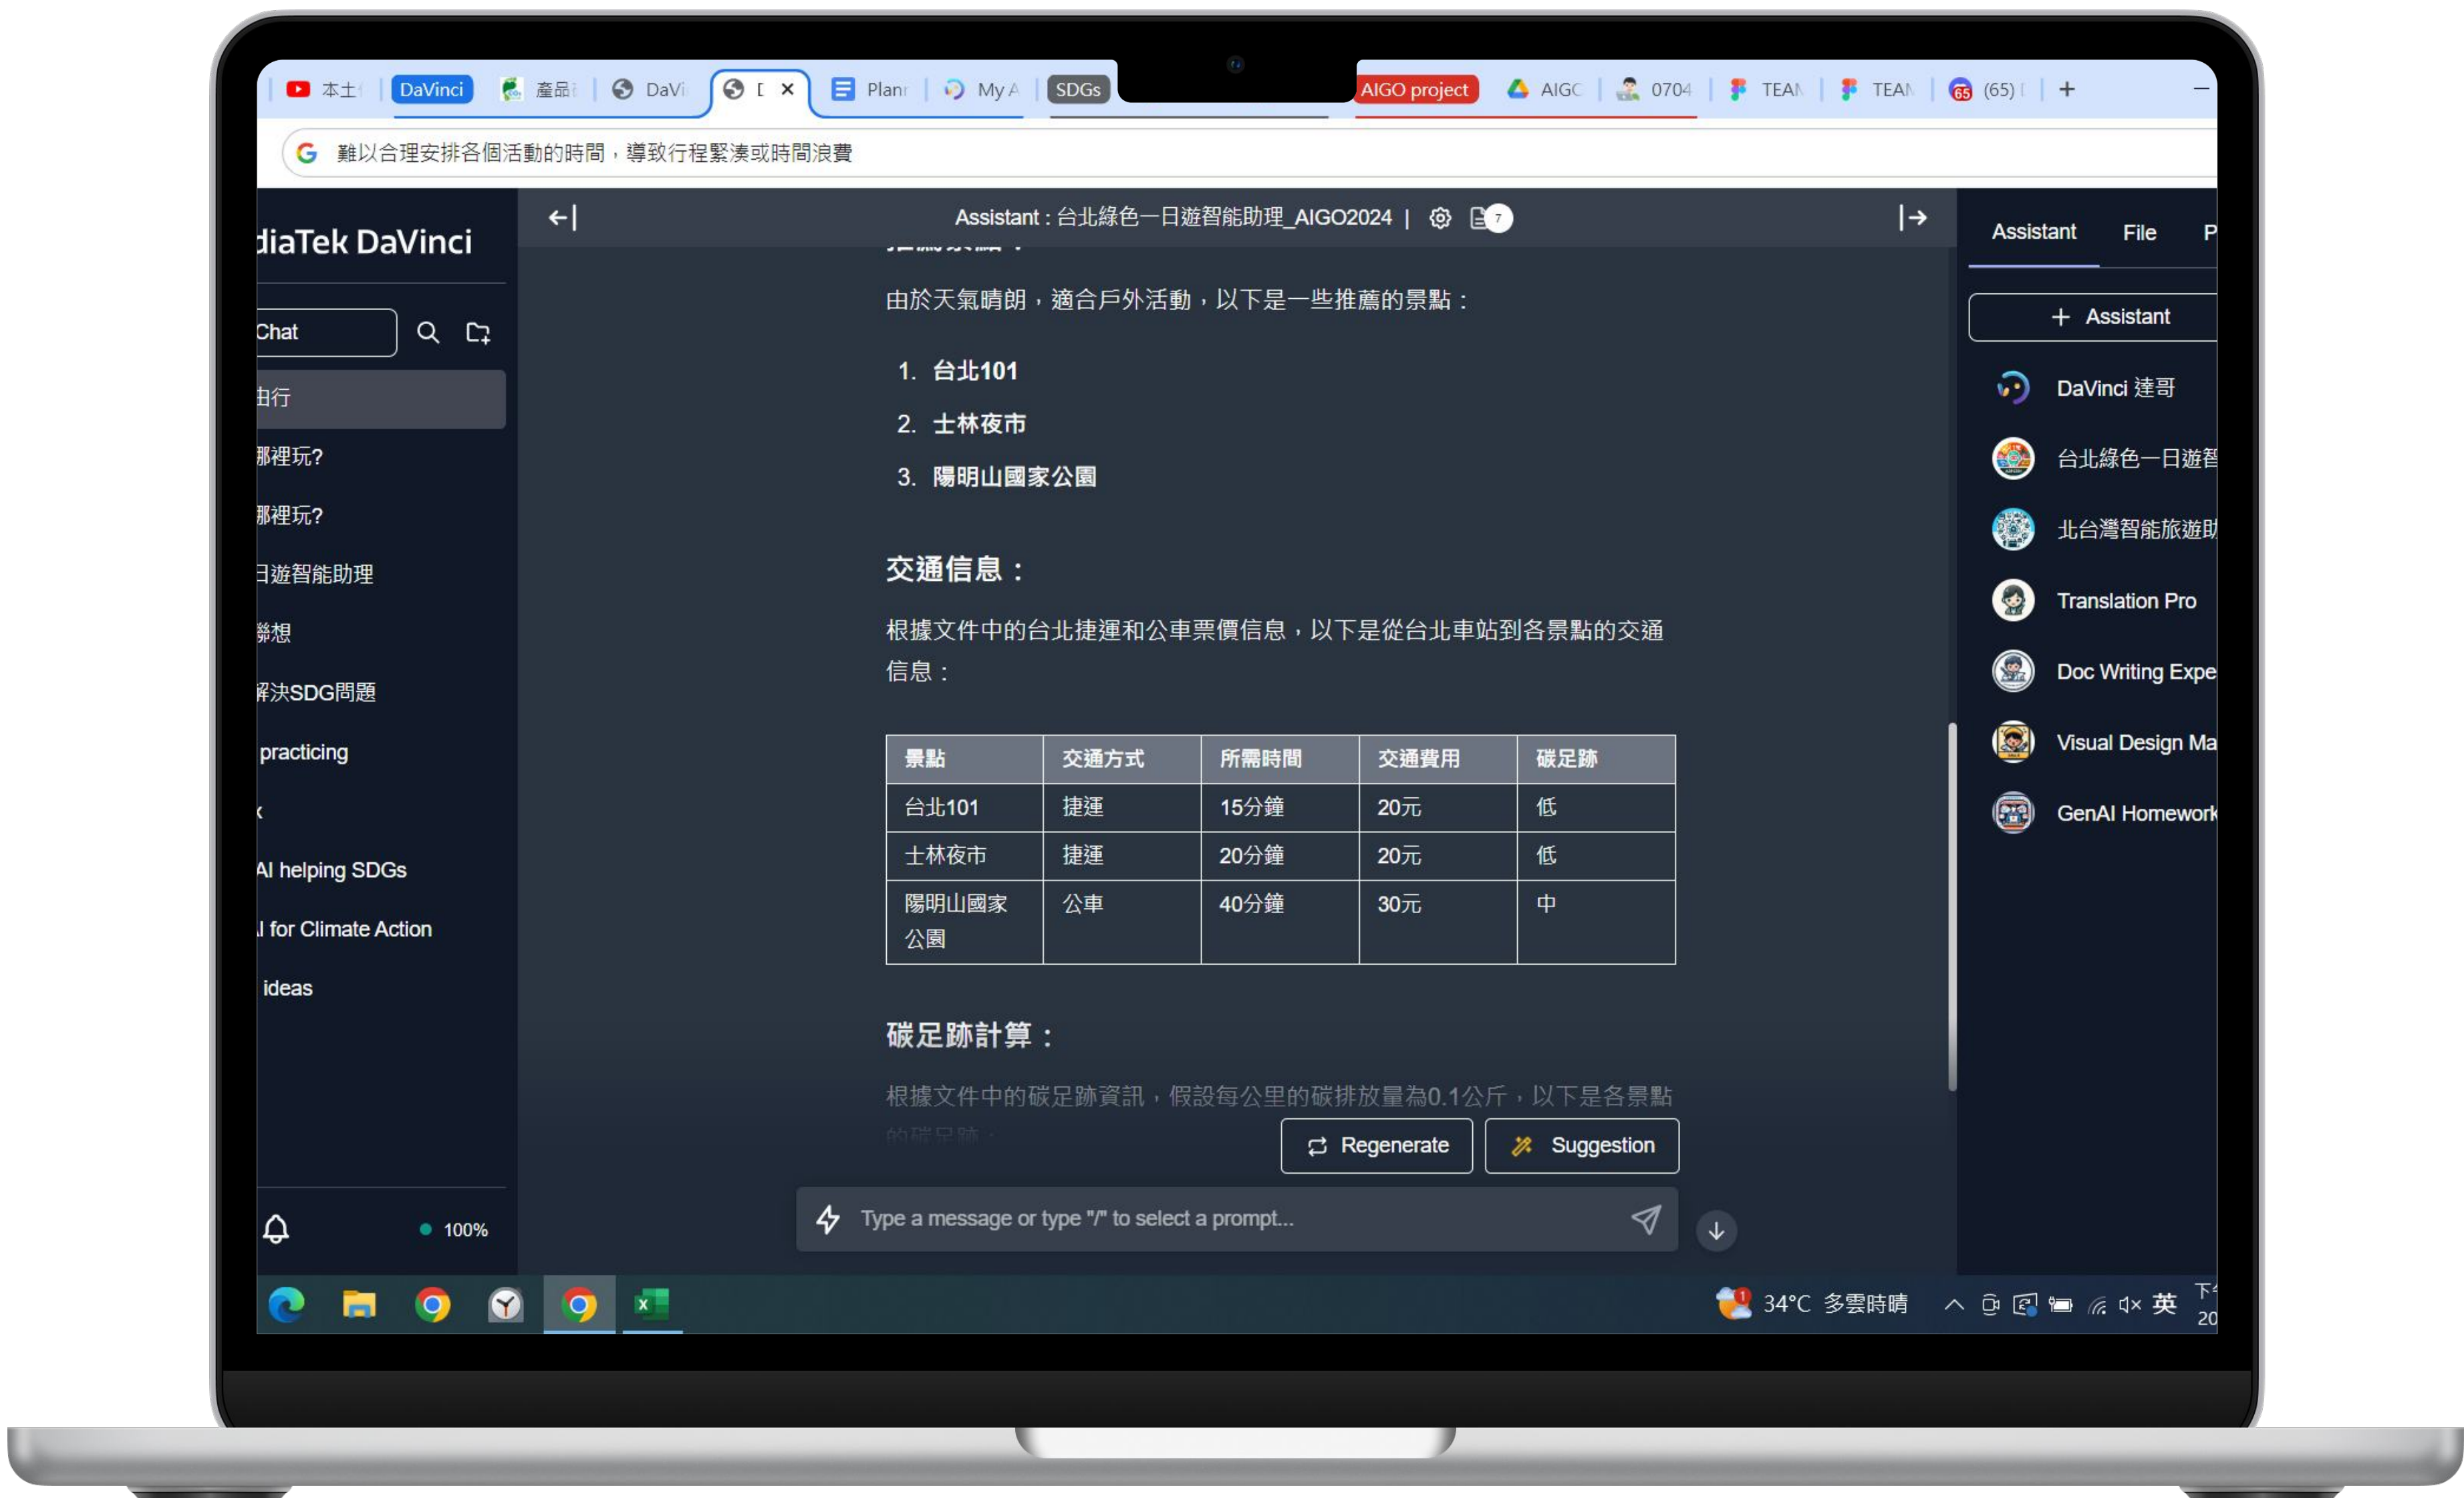 本土
DaVinci
產品
DaVi
Plan
My A
SDGs
AIGO project
AIGC
0704
TEAM
TEAM
(65)
難以合理安排各個活動的時間，導致行程緊湊或時間浪費
diaTek DaVinci
Chat
由行
哪裡玩?
哪裡玩?
日遊智能助理
聯想
解決SDG問題
practicing
x
AI helping SDGs
I for Climate Action
ideas
100%
Assistant : 台北綠色一日遊智能助理_AIGO2024 |
7
由於天氣晴朗，適合戶外活動，以下是一些推薦的景點：
1. 台北101
2. 士林夜市
3. 陽明山國家公園
交通信息：
根據文件中的台北捷運和公車票價信息，以下是從台北車站到各景點的交通
信息：
景點 交通方式 所需時間 交通費用 碳足跡
台北101 捷運 15分鐘 20元 低
士林夜市 捷運 20分鐘 20元 低
陽明山國家
公園 公車 40分鐘 30元 中
碳足跡計算：
根據文件中的碳足跡資訊，假設每公里的碳排放量為0.1公斤，以下是各景點
的碳足跡：
Regenerate
Suggestion
Type a message or type "/" to select a prompt...
Assistant File P
+ Assistant
DaVinci 達哥
台北綠色一日遊智
北台灣智能旅遊助
Translation Pro
Doc Writing Expe
Visual Design Ma
GenAI Homework
34°C 多雲時晴
英
下午
20